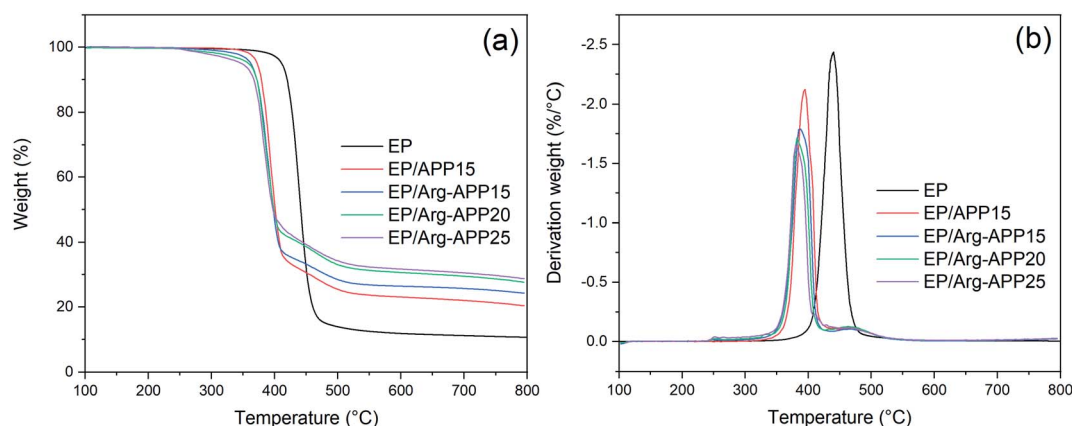 (a)
Weight (%)
100
80
60
40
20
0
EP
EP/APP15
EP/Arg-APP15
EP/Arg-APP20
EP/Arg-APP25
100 200 300 400 500 600 700 800
Temperature (°C)
(b)
Derivation weight (%/°C)
-2.5
-2.0
-1.5
-1.0
-0.5
0.0
EP
EP/APP15
EP/Arg-APP15
EP/Arg-APP20
EP/Arg-APP25
100 200 300 400 500 600 700 800
Temperature (°C)